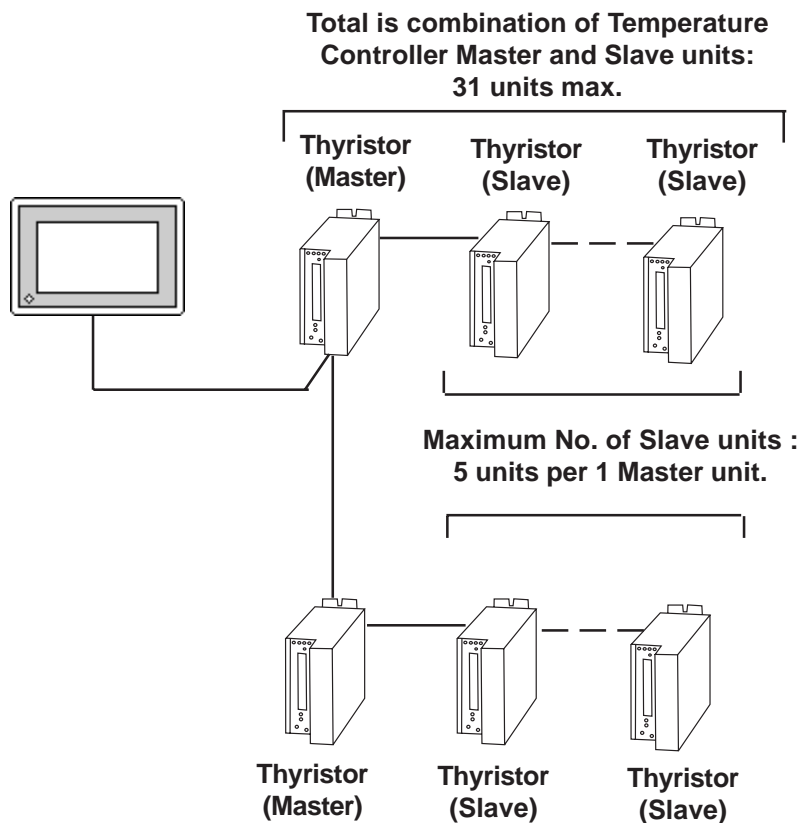 Total is combination of Temperature
Controller Master and Slave units:
31 units max.
Thyristor
(Master)
Thyristor
(Slave)
Thyristor
(Slave)
Maximum No. of Slave units :
5 units per 1 Master unit.
Thyristor
(Master)
Thyristor
(Slave)
Thyristor
(Slave)